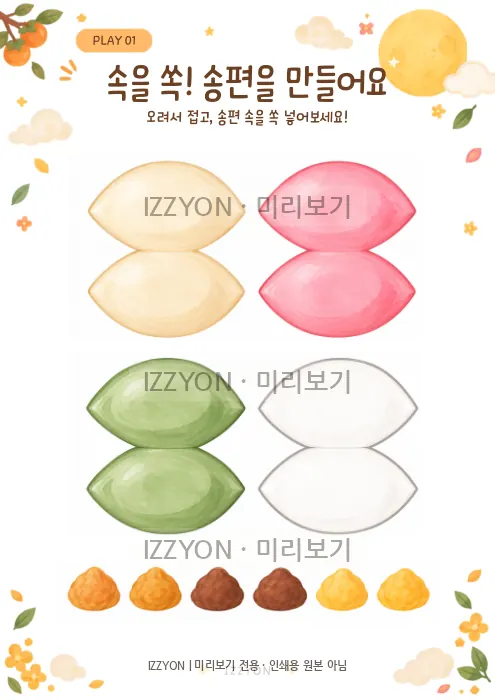 PLAY 01
속을 쏙! 송편을 만들어요
오려서 접고, 송편 속을 쏙 넣어보세요!
IZZYON · 미리보기
IZZYON · 미리보기
IZZYON · 미리보기
IZZYON | 미리보기 전용 · 인쇄용 원본 아님
IZZYON